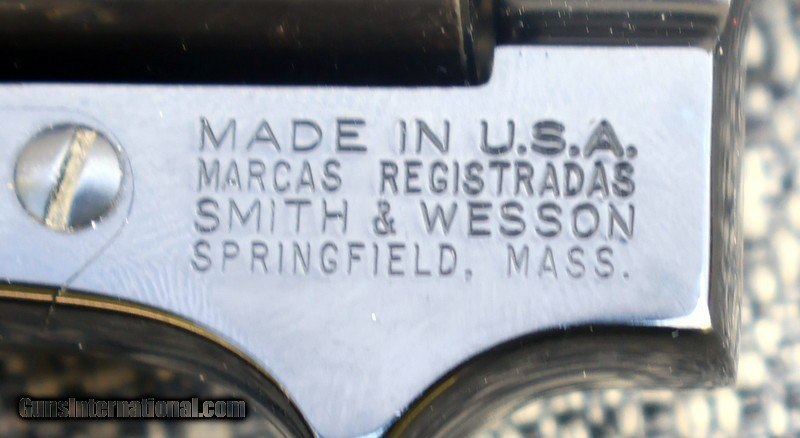 MADE IN U.S.A.
MARCAS REGISTRADAS
SMITH & WESSON
SPRINGFIELD, MASS.
GunsInternational.com